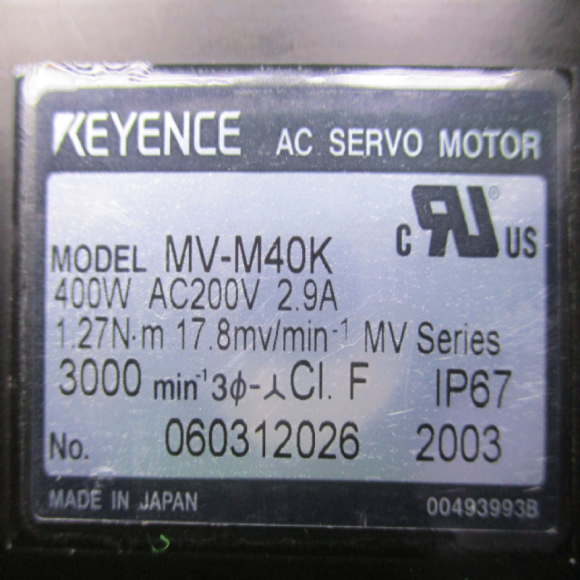 KEYENCE AC SERVO MOTOR
c RU ® US
MODEL MV-M40K
400W AC200V 2.9A
1.27N·m 17.8mv/min⁻¹ MV Series
3000 min⁻¹ 3ϕ-⅄ Cl. F IP67
No. 060312026 2003
MADE IN JAPAN 00493993B